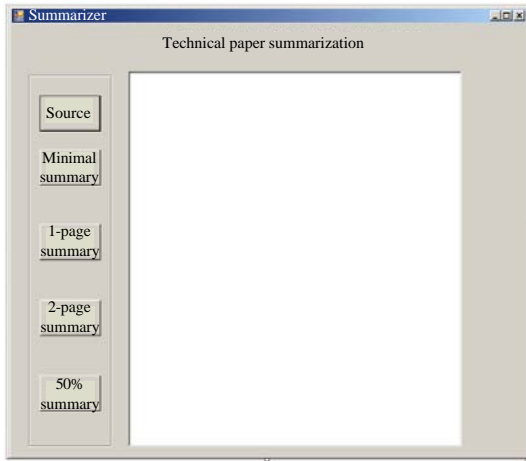 Summarizer
Technical paper summarization
Source
Minimal
summary
1-page
summary
2-page
summary
50%
summary